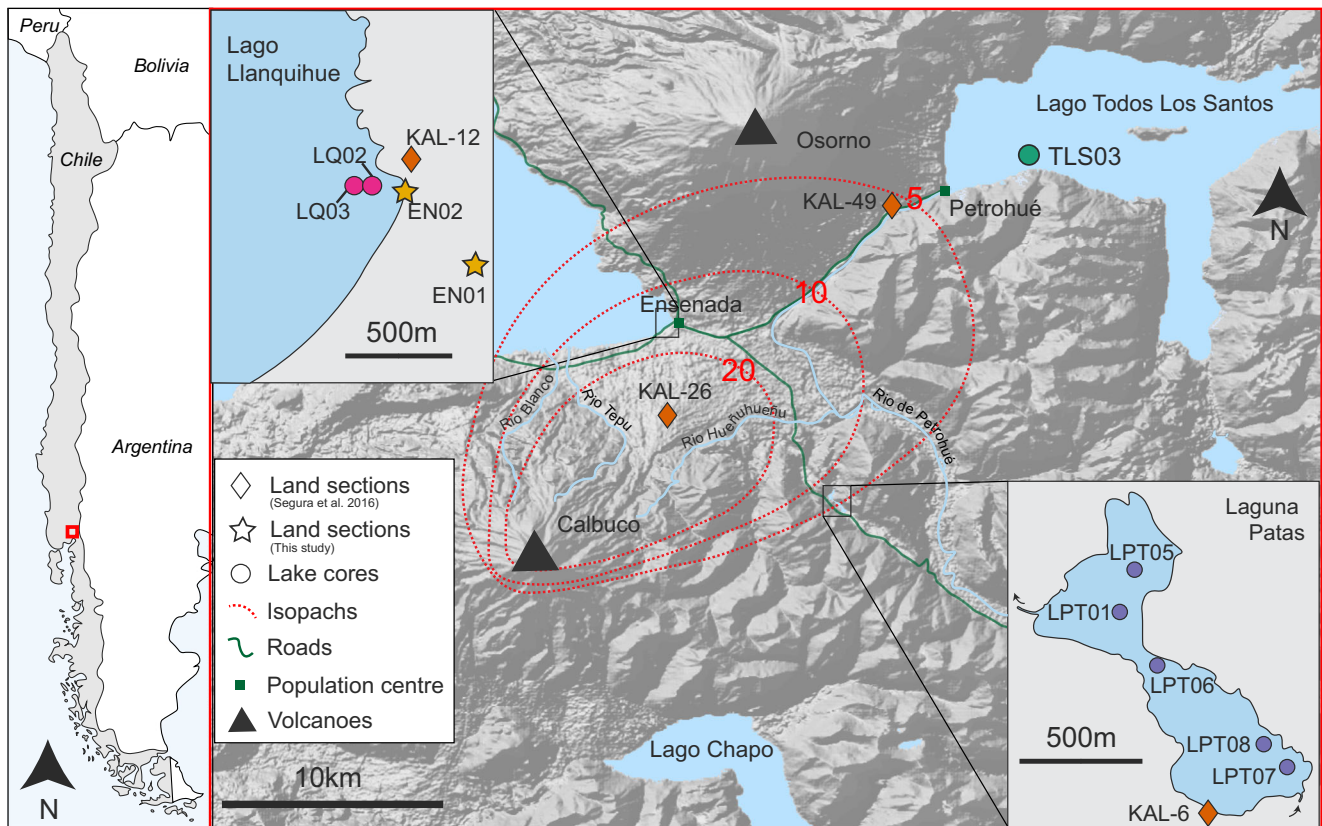 Peru
Bolivia
Chile
Argentina
N
Lago
Llanquihue
KAL-12
LQ02
LQ03
EN02
EN01
500m
Osorno
Lago Todos Los Santos
TLS03
KAL-49
5
Petrohué
N
10
Ensenada
20
KAL-26
Rio Blanco
Rio Tepu
Rio Hueñuhueñu
Rio de Petrohué
Calbuco
Land sections
(Segura et al. 2016)
Land sections
(This study)
Lake cores
Isopachs
Roads
Population centre
Volcanoes
10km
Lago Chapo
Laguna
Patas
LPT05
LPT01
LPT06
500m
LPT08
LPT07
KAL-6